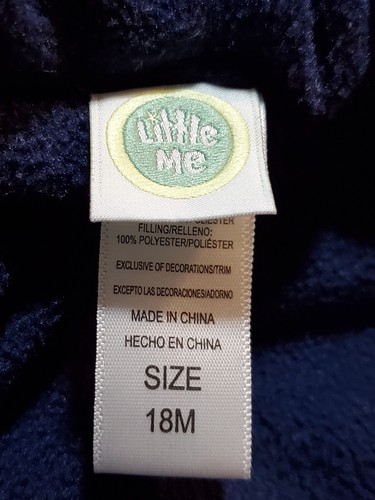 Little
Me
POLIESTER
FILLING/RELLENO:
100% POLYESTER/POLIÉSTER
EXCLUSIVE OF DECORATIONS/TRIM
EXCEPTO LAS DECORACIONES/ADORNO
MADE IN CHINA
HECHO EN CHINA
SIZE
18M